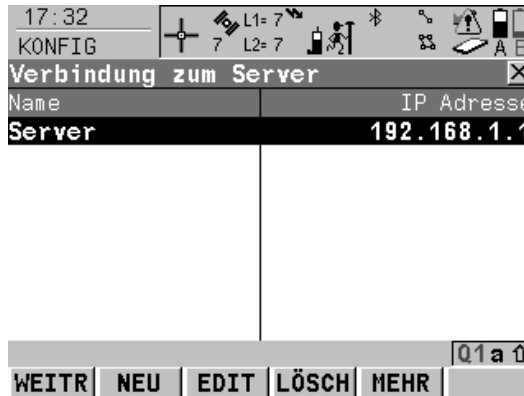 17:32
KONFIG
L1= 7
7 L2= 7
A
Verbindung zum Server
Name IP Adresse
Server 192.168.1.1
Q1 a
WEITR NEU EDIT LÖSCH MEHR